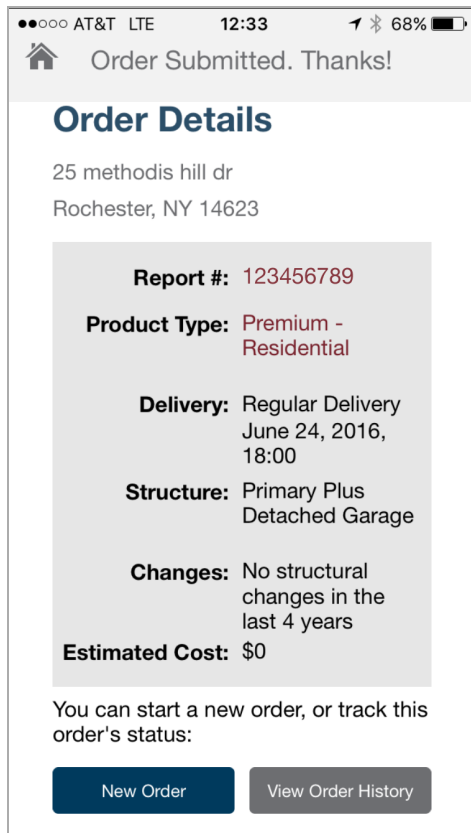 AT&T LTE 12:33 68%
Order Submitted. Thanks!
Order Details
25 methodis hill dr
Rochester, NY 14623
Report #: 123456789
Product Type: Premium -
Residential
Delivery: Regular Delivery
June 24, 2016,
18:00
Structure: Primary Plus
Detached Garage
Changes: No structural
changes in the
last 4 years
Estimated Cost: $0
You can start a new order, or track this
order's status:
New Order View Order History